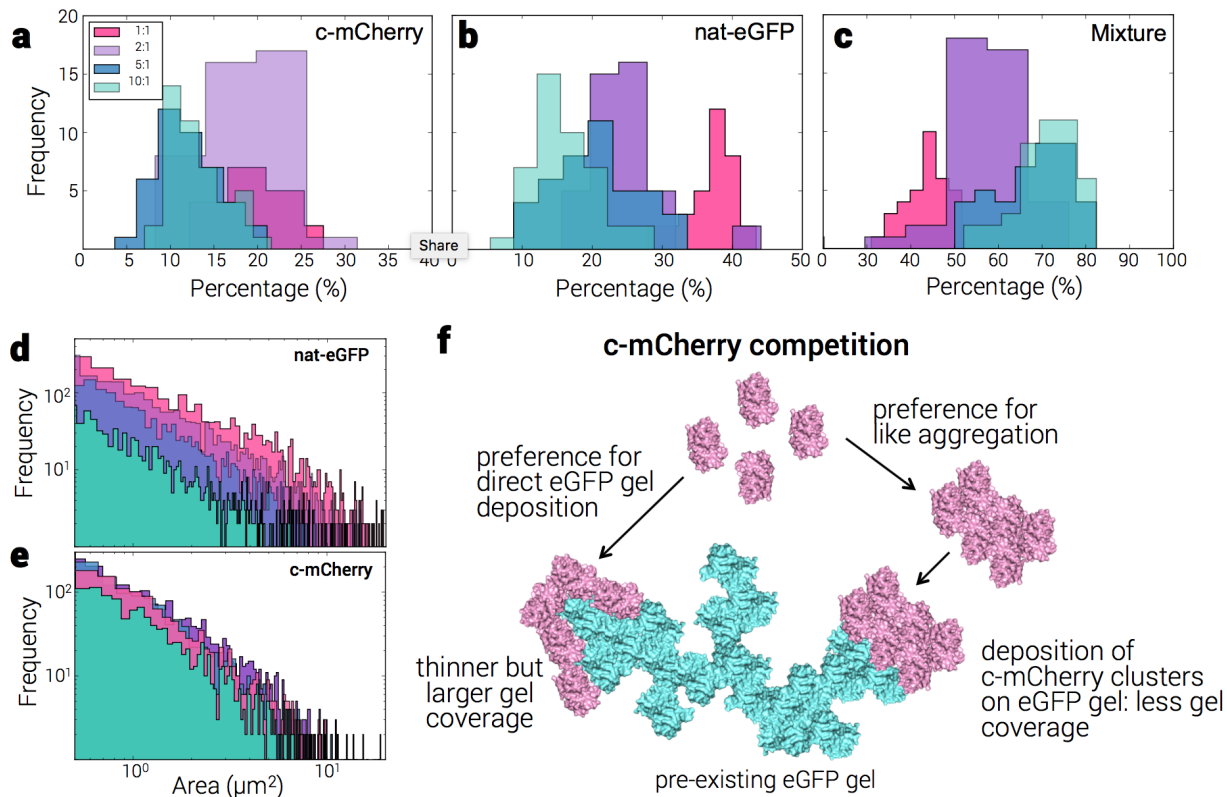 a
c-mCherry
1:1
2:1
5:1
10:1
20
15
10
5
Frequency
0
5
10
15
20
25
30
40
Percentage (%)
Share
b
nat-eGFP
0
10
20
30
40
50
Percentage (%)
c
Mixture
0
30
40
50
60
70
80
90
100
Percentage (%)
d
nat-eGFP
10²
10¹
Frequency
e
c-mCherry
10²
10¹
Frequency
10⁰
10¹
Area (μm²)
f
c-mCherry competition
preference for
direct eGFP gel
deposition
preference for
like aggregation
thinner but
larger gel
coverage
deposition of
c-mCherry clusters
on eGFP gel: less gel
coverage
pre-existing eGFP gel